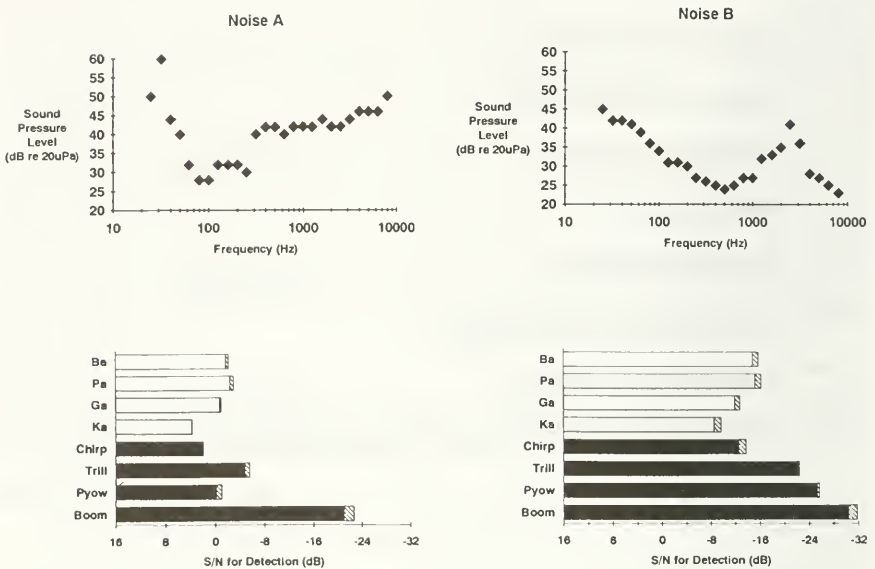 Noise A
60
55
50
45
40
35
30
25
20
Sound
Pressure
Level
(dB re 20uPa)
10 100 1000 10000
Frequency (Hz)
Noise B
60
55
50
45
40
35
30
25
20
Sound
Pressure
Level
(dB re 20uPa)
10 100 1000 10000
Frequency (Hz)
Ba
Pa
Ga
Ka
Chirp
Trill
Pyow
Boom
16 8 0 -8 -16 -24 -32
S/N for Detection (dB)
Ba
Pa
Ga
Ka
Chirp
Trill
Pyow
Boom
16 8 0 -8 -16 -24 -32
S/N for Detection (dB)